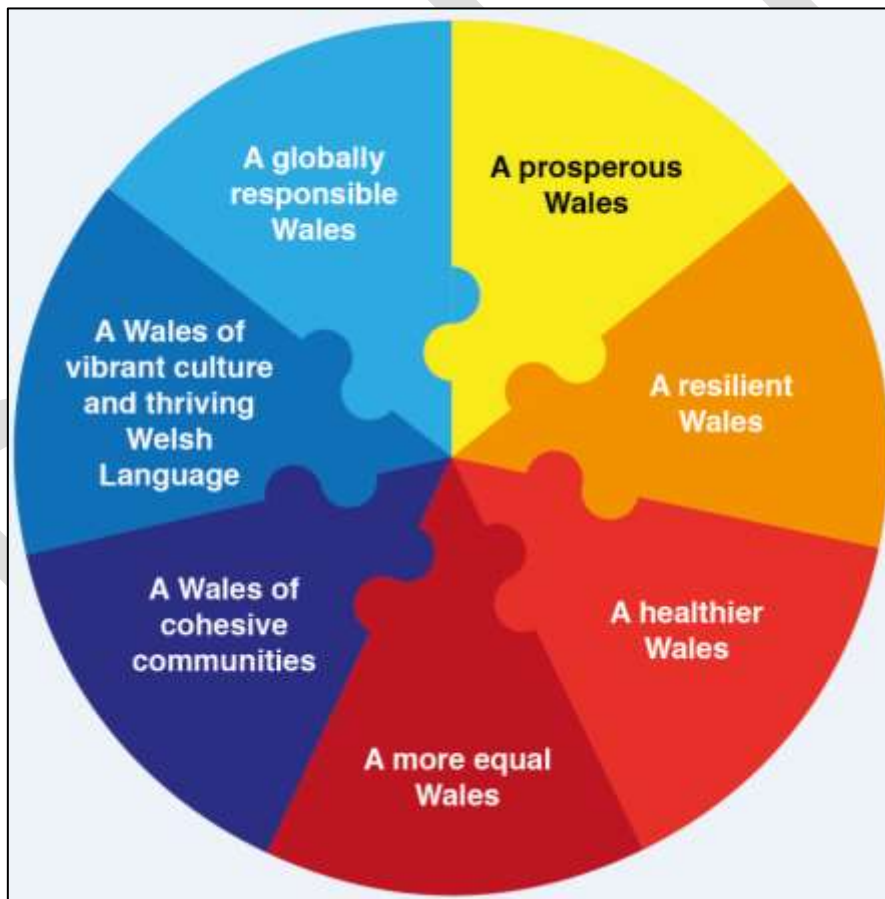 A prosperous
Wales
A resilient
Wales
A healthier
Wales
A more equal
Wales
A Wales of
cohesive
communities
A Wales of
vibrant culture
and thriving
Welsh
Language
A globally
responsible
Wales